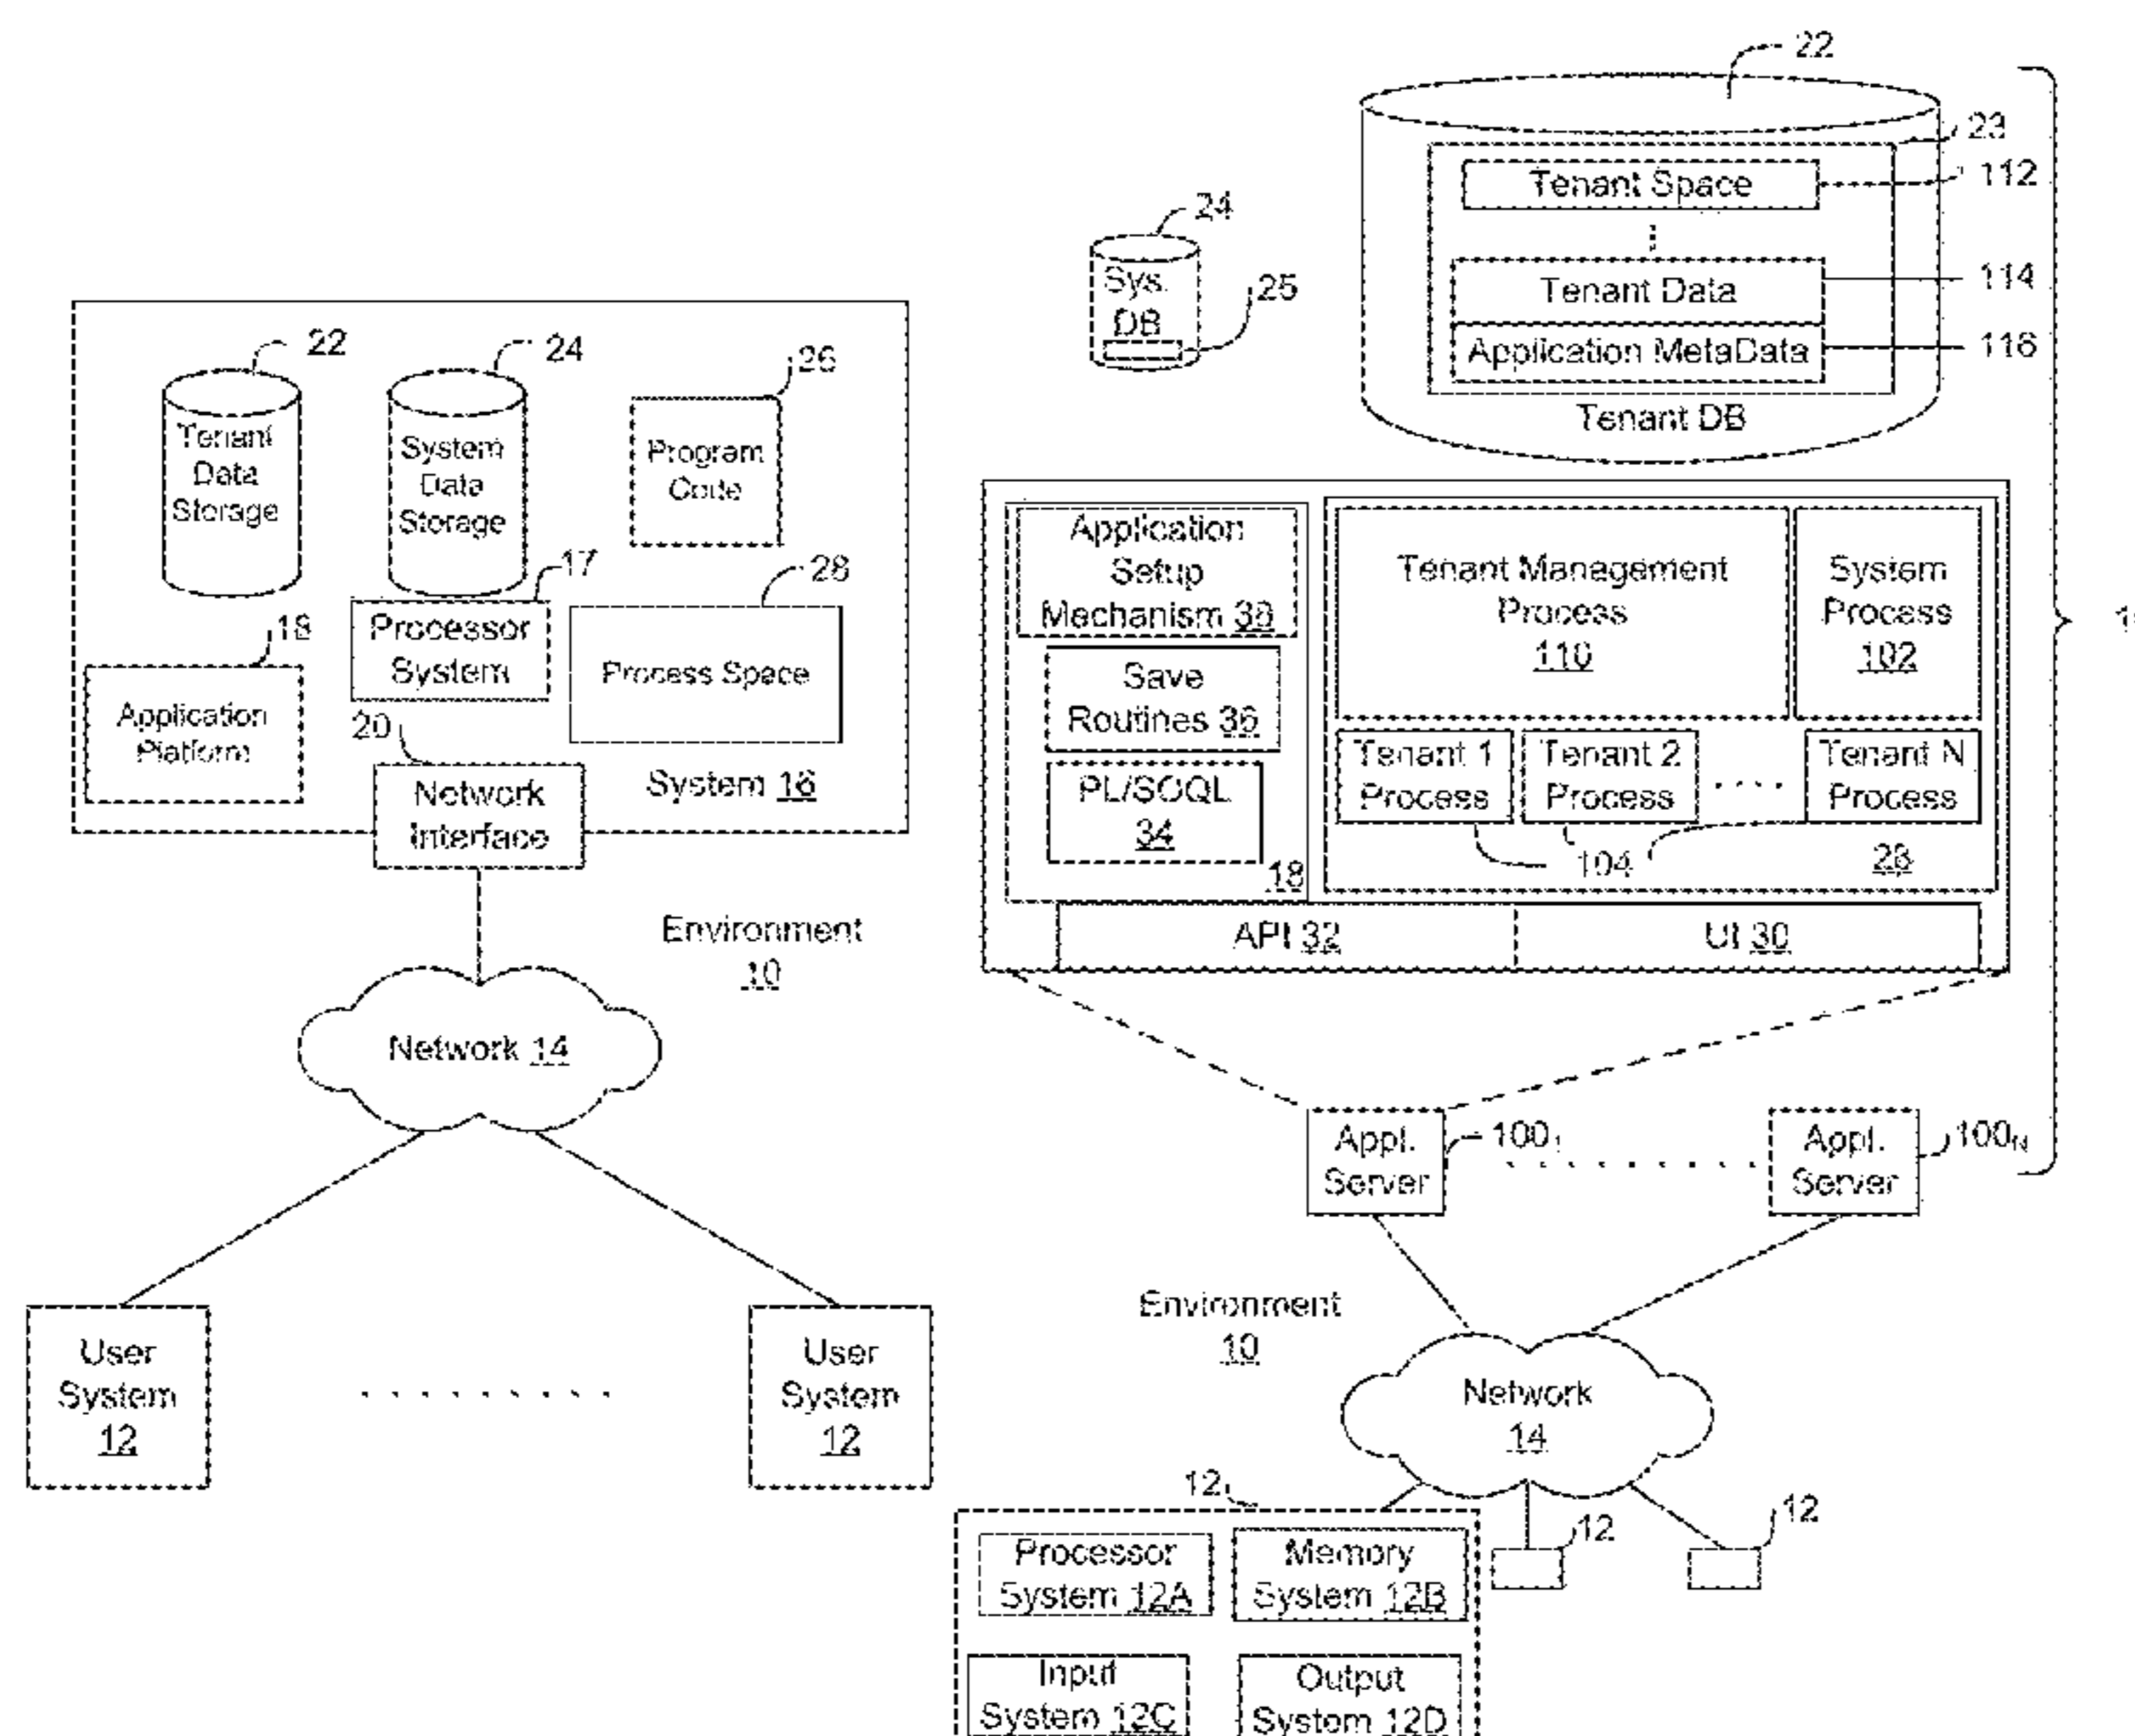 22
24
26
Tenant
Data
Storage
System
Data
Storage
Program
Code
17
28
18
Processor
System
Process Space
Application
Platform
20
Network
Interface
System 16
Environment
10
Network 14
User
System
12
User
System
12
22
23
Tenant Space
112
24
Sys.
DB
25
Tenant Data
114
Application MetaData
116
Tenant DB
Application
Setup
Mechanism 38
Tenant Management
Process
110
System
Process
102
Save
Routines 36
PL/SOQL
34
18
Tenant 1
Process
Tenant 2
Process
Tenant N
Process
104
28
API 32
UI 30
Appl.
Server
100₁
Appl.
Server
100N
Environment
10
Network
14
12
12
12
Processor
System 12A
Memory
System 12B
Input
System 12C
Output
System 12D